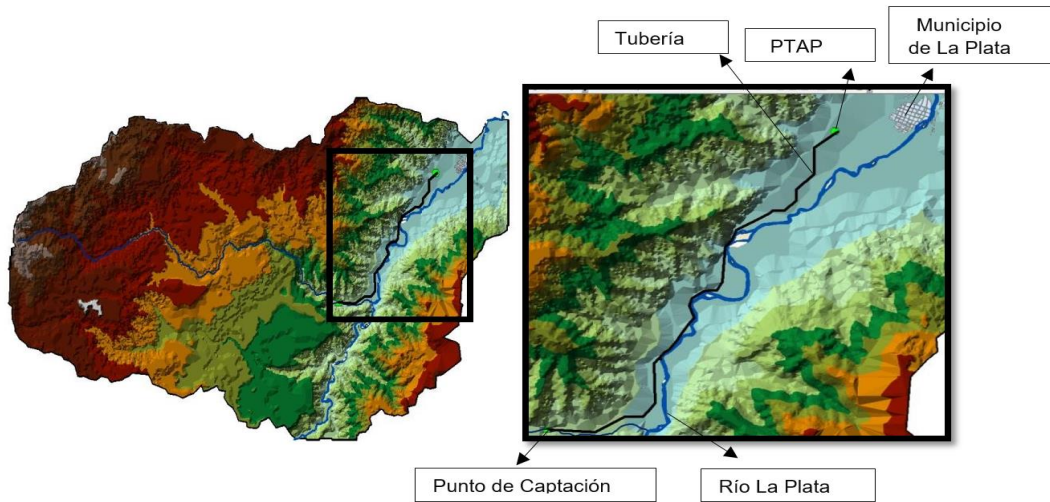 Tubería
PTAP
Municipio
de La Plata
Punto de Captación
Río La Plata